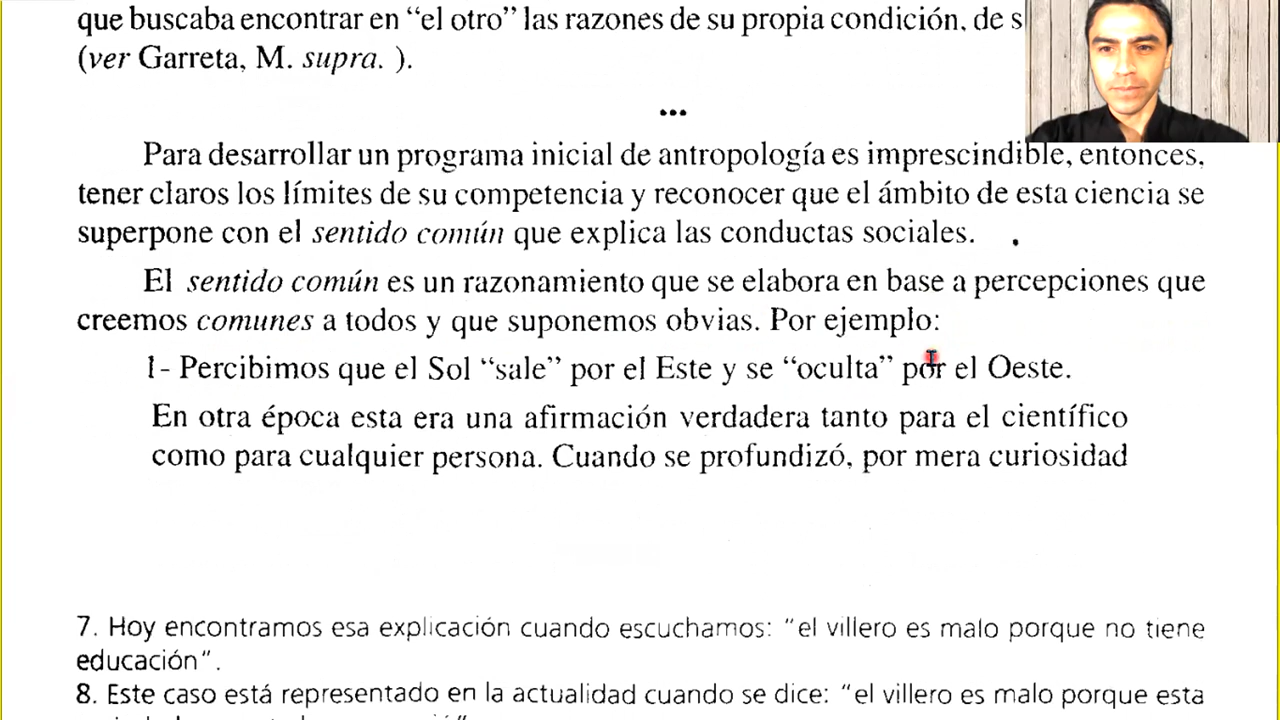 que buscaba encontrar en “el otro” las razones de su propia condición, de s
(ver Garreta, M. supra. ).
...
Para desarrollar un programa inicial de antropología es imprescindible, entonces,
tener claros los límites de su competencia y reconocer que el ámbito de esta ciencia se
superpone con el sentido común que explica las conductas sociales.
El sentido común es un razonamiento que se elabora en base a percepciones que
creemos comunes a todos y que suponemos obvias. Por ejemplo:
1- Percibimos que el Sol “sale” por el Este y se “oculta” por el Oeste.
En otra época esta era una afirmación verdadera tanto para el científico
como para cualquier persona. Cuando se profundizó, por mera curiosidad
7. Hoy encontramos esa explicación cuando escuchamos: “el villero es malo porque no tiene
educación”.
8. Este caso está representado en la actualidad cuando se dice: “el villero es malo porque esta